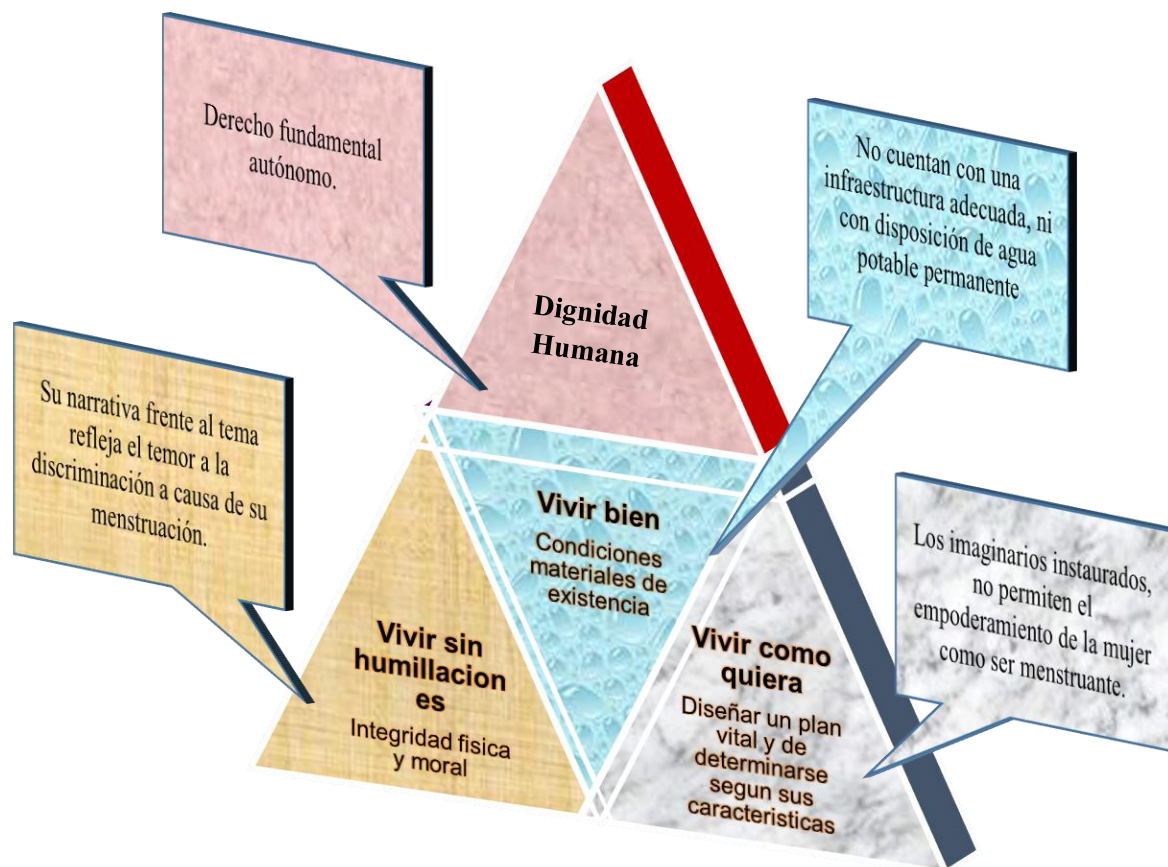 Derecho fundamental
autónomo.
No cuentan con una
infraestructura adecuada, ni
con disposición de agua
potable permanente
Dignidad
Humana
Su narrativa frente al tema
refleja el temor a la
discriminación a causa de su
menstruación.
Vivir bien
Condiciones
materiales de
existencia
Los imaginarios instaurados,
no permiten el
empoderamiento de la mujer
como ser menstruante.
Vivir sin
humillacion
es
Integridad fisica
y moral
Vivir como
quiera
Diseñar un plan
vital y de
determinarse
segun sus
caracteristicas